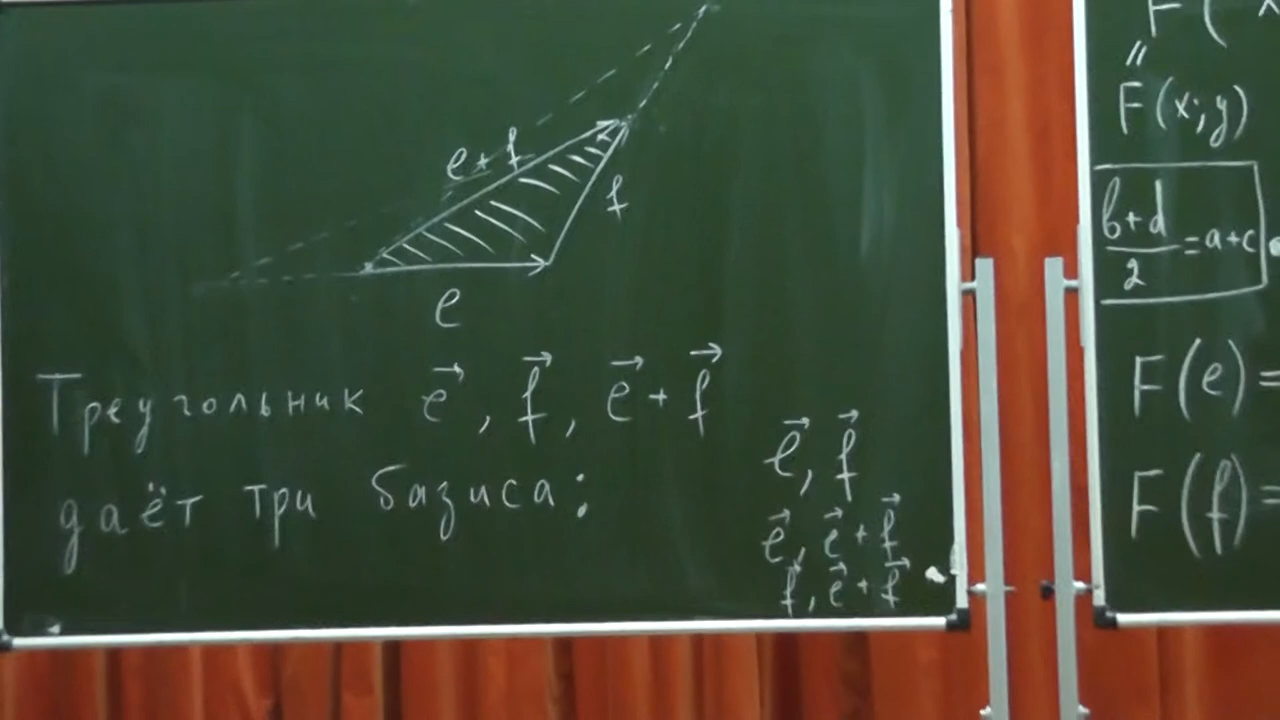 e+f
f
e
Треугольник e⃗, f⃗, e⃗+f⃗
даёт три базиса:
e⃗, f⃗
e⃗, e⃗+f⃗
f⃗, e⃗+f⃗
F(
"
F(x;y)
b+d/2 = a+c
F(e)=
F(f)=